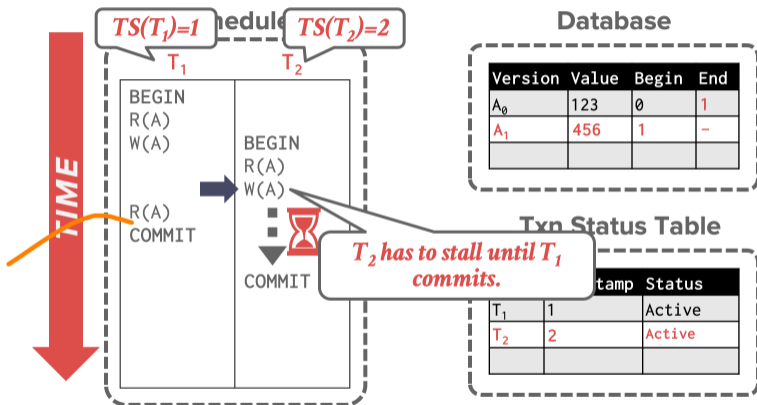 TS(T1)=1
hedule
TS(T2)=2
T1
T2
TIME
BEGIN
R(A)
W(A)
R(A)
COMMIT
BEGIN
R(A)
W(A)
COMMIT
T2 has to stall until T1
commits.
Database
Version Value Begin End
A0 123 0 1
A1 456 1 -
Txn Status Table
tamp Status
T1 1 Active
T2 2 Active